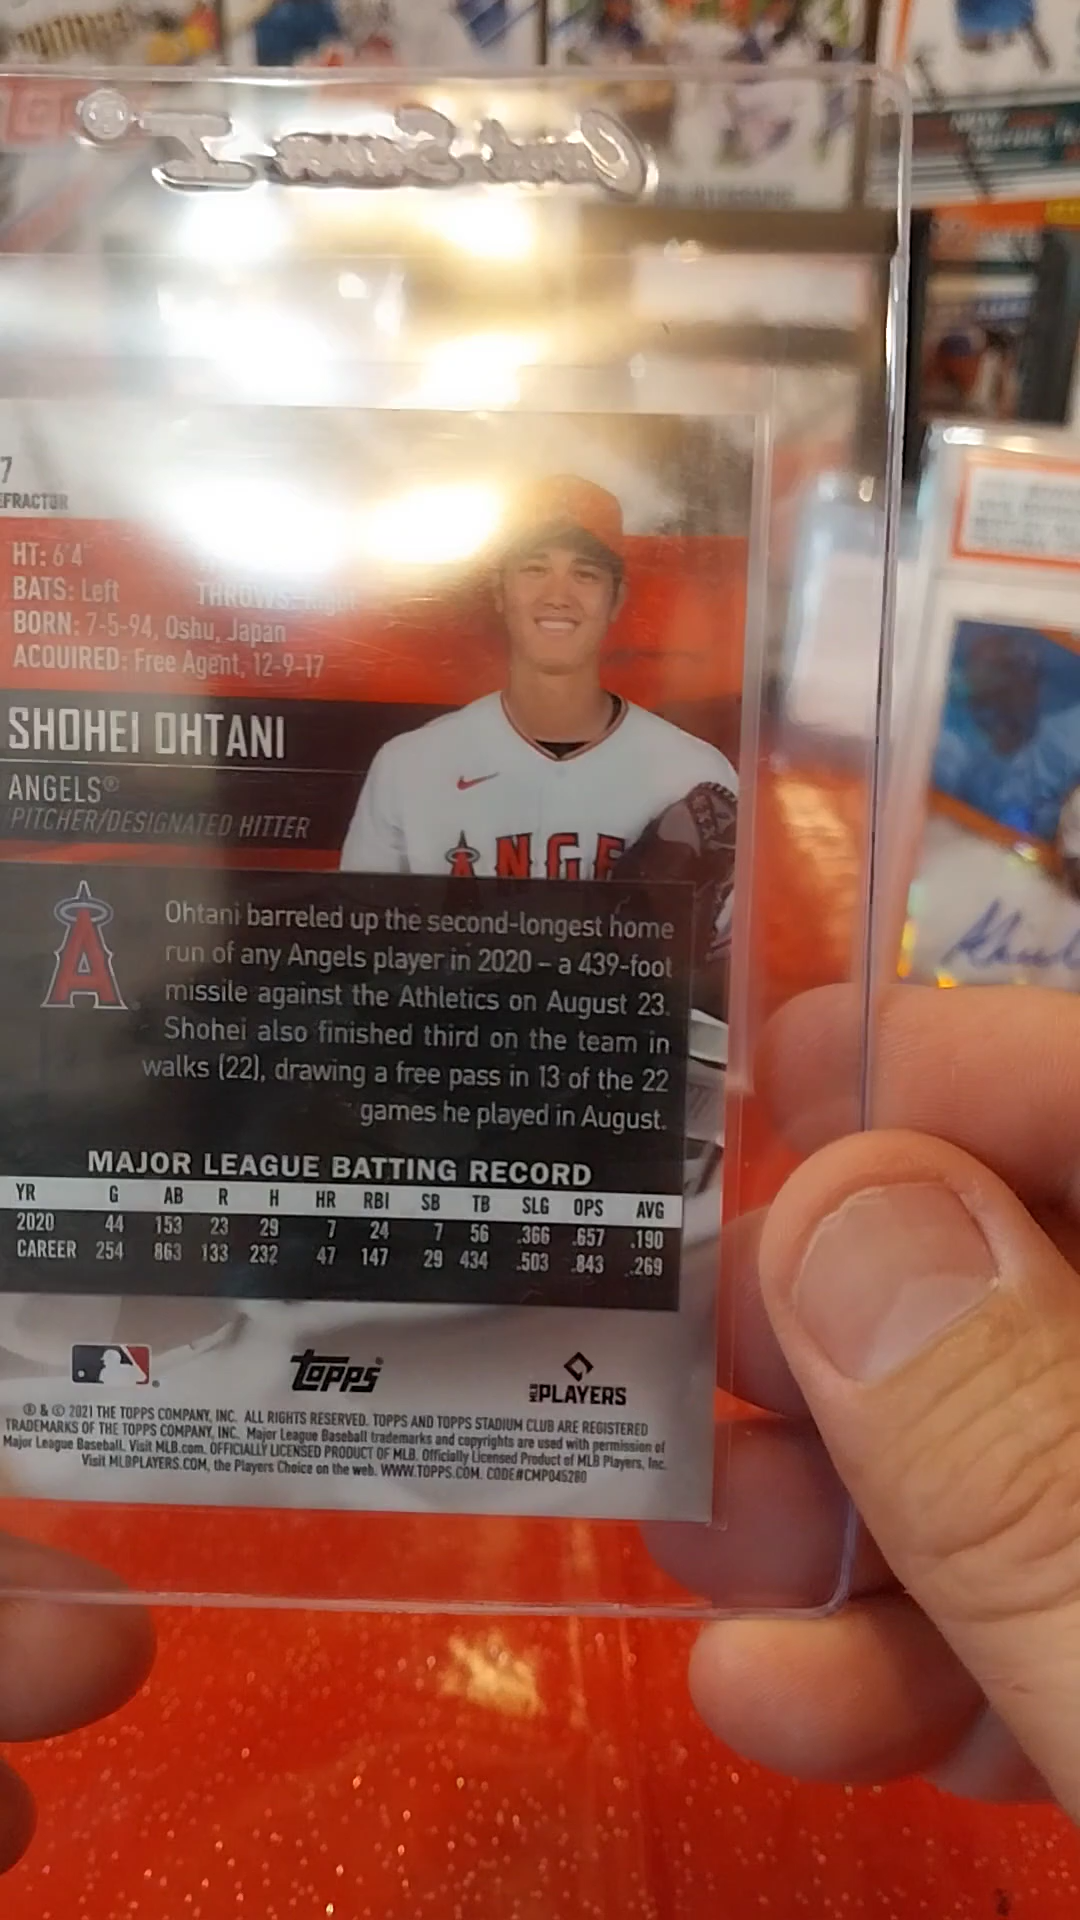 Card Saver I
7
EFRACTOR
HT: 6'4"
BATS: Left THROWS: Right
BORN: 7-5-94, Oshu, Japan
ACQUIRED: Free Agent, 12-9-17
SHOHEI OHTANI
ANGELS®
PITCHER/DESIGNATED HITTER
ANGE
A
Ohtani barreled up the second-longest home
run of any Angels player in 2020 – a 439-foot
missile against the Athletics on August 23.
Shohei also finished third on the team in
walks (22), drawing a free pass in 13 of the 22
games he played in August.
MAJOR LEAGUE BATTING RECORD
YR G AB R H HR RBI SB TB SLG OPS AVG
2020 44 153 23 29 7 24 7 56 .366 .657 .190
CAREER 254 863 133 232 47 147 29 434 .503 .843 .269
TOPPS®
MLB PLAYERS
® & © 2021 THE TOPPS COMPANY, INC. ALL RIGHTS RESERVED. TOPPS AND TOPPS STADIUM CLUB ARE REGISTERED
TRADEMARKS OF THE TOPPS COMPANY, INC. Major League Baseball trademarks and copyrights are used with permission of
Major League Baseball. Visit MLB.com. OFFICIALLY LICENSED PRODUCT OF MLB. Officially Licensed Product of MLB Players, Inc.
Visit MLBPLAYERS.COM, the Players Choice on the web. WWW.TOPPS.COM. CODE#CMP045280